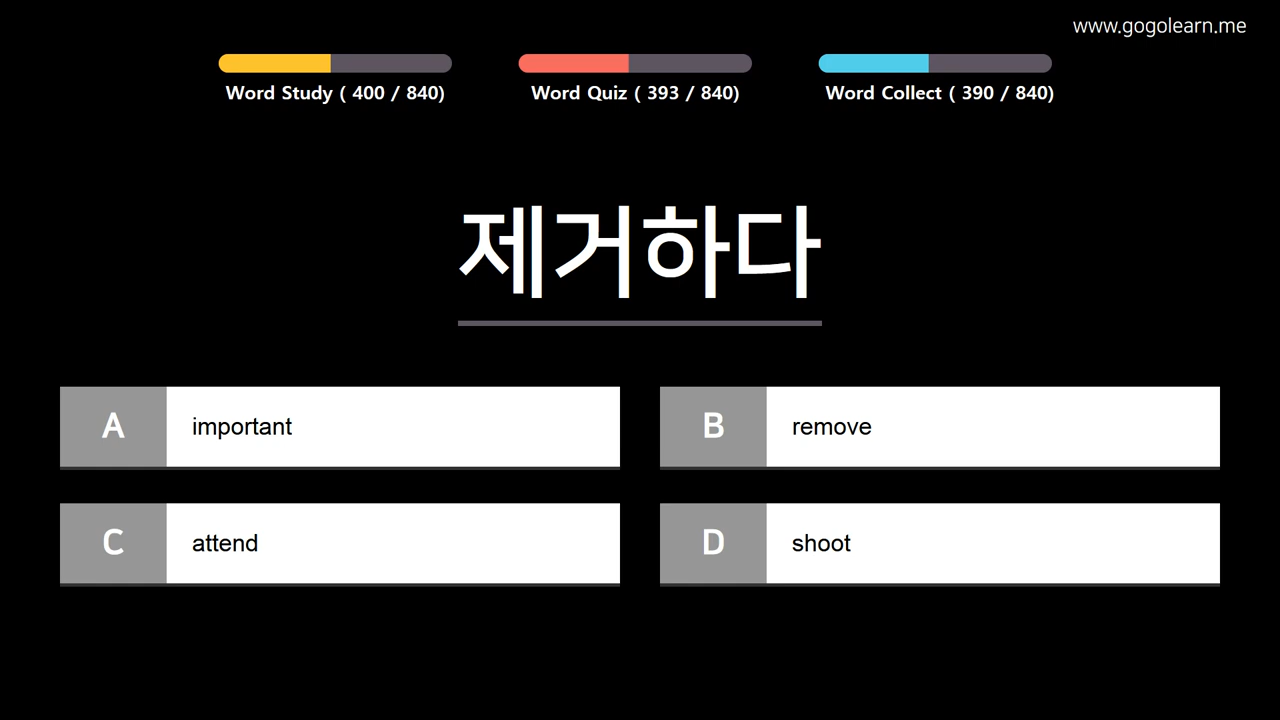 www.gogolearn.me
Word Study ( 400 / 840)
Word Quiz ( 393 / 840)
Word Collect ( 390 / 840)
제거하다
A important
B remove
C attend
D shoot